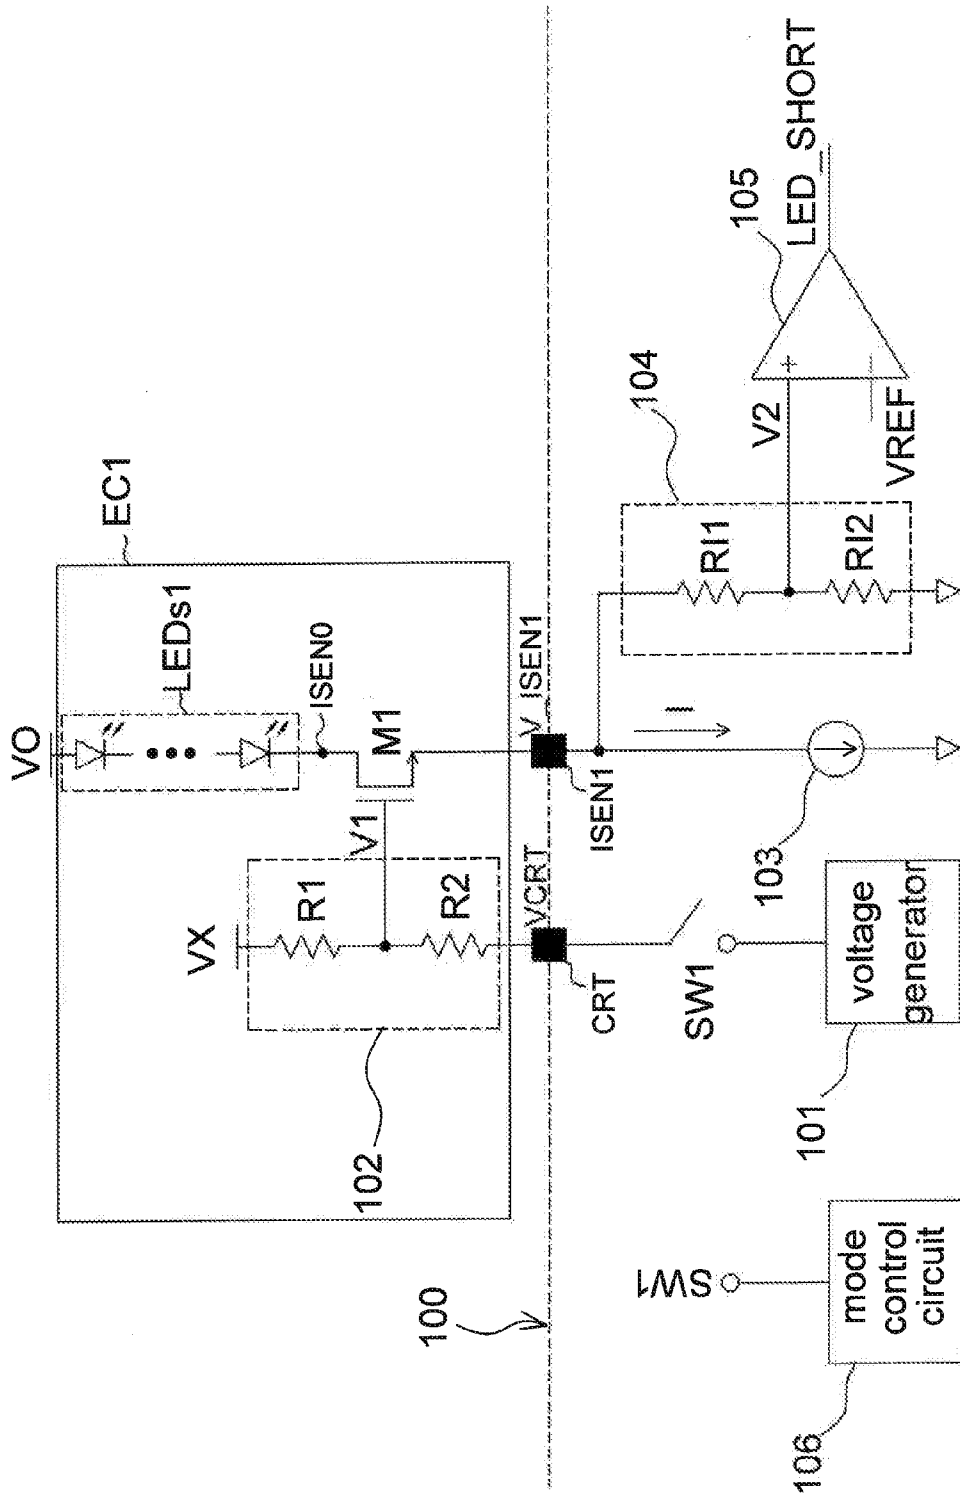 VO
LEDs1
EC1
ISEN0
M1
V1
VX
R1
R2
102
VCRT
V_ISEN1
100
CRT
ISEN1
SW1
I
104
RI1
RI2
V2
VREF
+
105
LED_SHORT
103
voltage
generator
101
SW1
mode
control
circuit
106